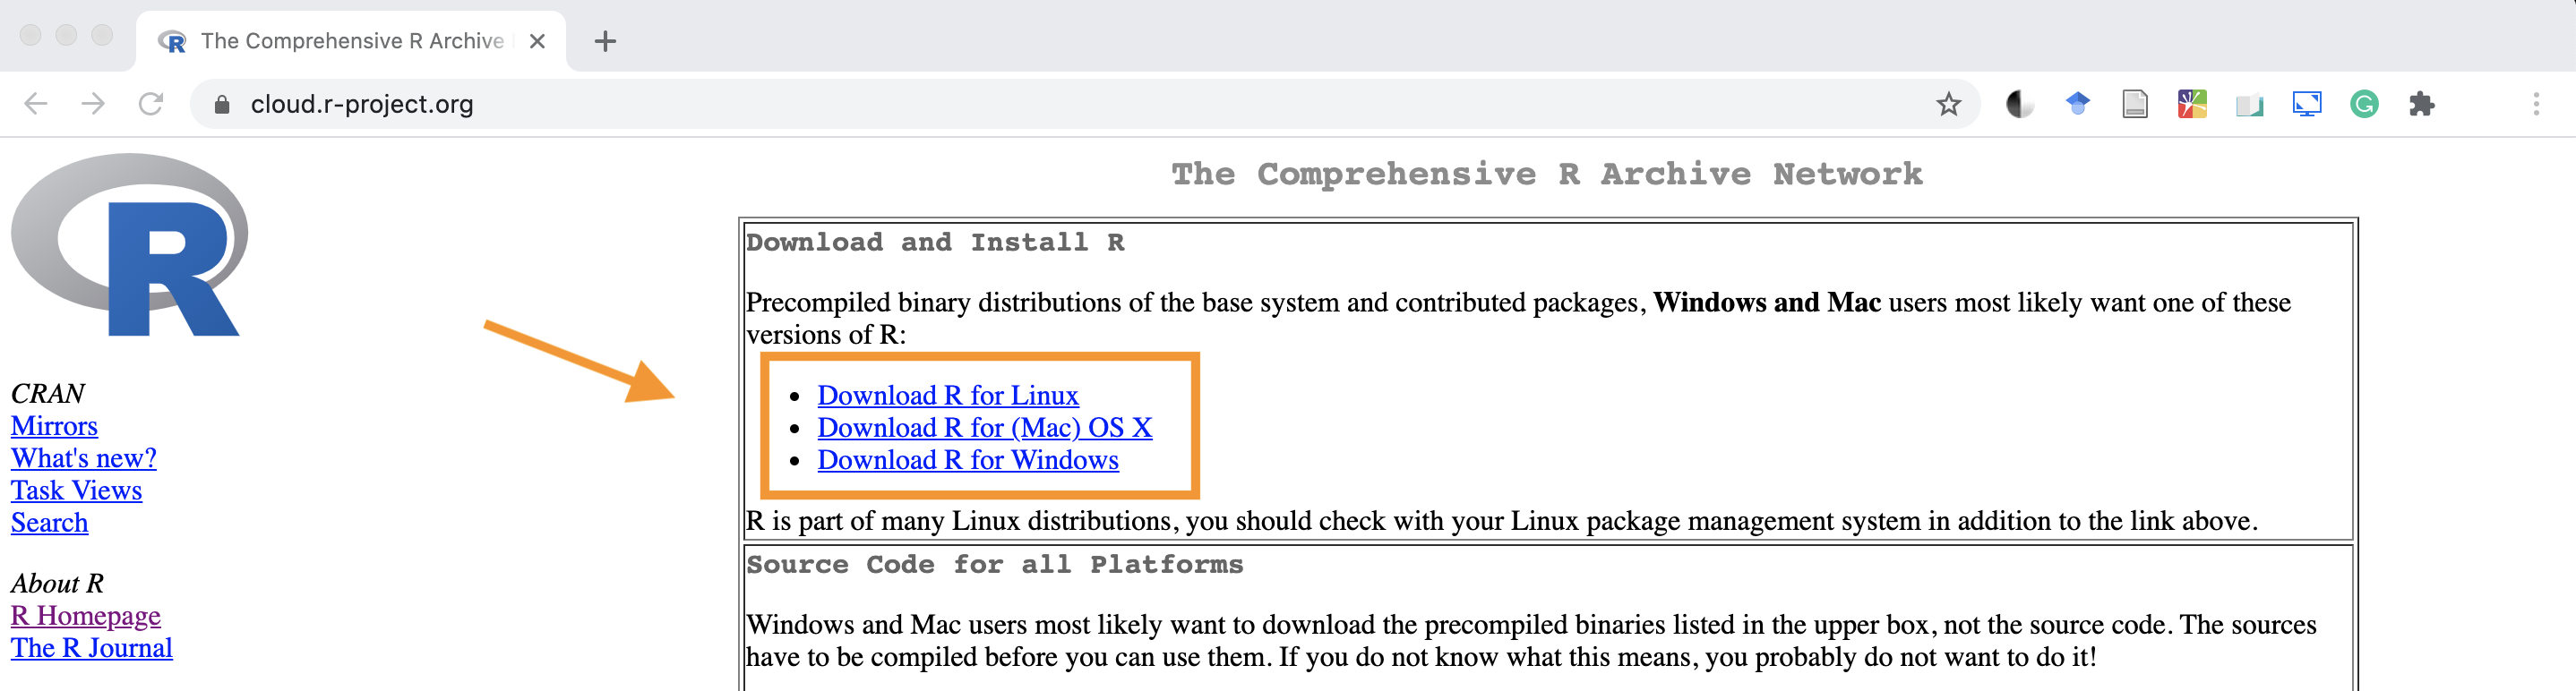 The Comprehensive R Archive
cloud.r-project.org
R
CRAN
Mirrors
What's new?
Task Views
Search
About R
R Homepage
The R Journal
The Comprehensive R Archive Network
Download and Install R
Precompiled binary distributions of the base system and contributed packages, Windows and Mac users most likely want one of these
versions of R:
• Download R for Linux
• Download R for (Mac) OS X
• Download R for Windows
R is part of many Linux distributions, you should check with your Linux package management system in addition to the link above.
Source Code for all Platforms
Windows and Mac users most likely want to download the precompiled binaries listed in the upper box, not the source code. The sources
have to be compiled before you can use them. If you do not know what this means, you probably do not want to do it!